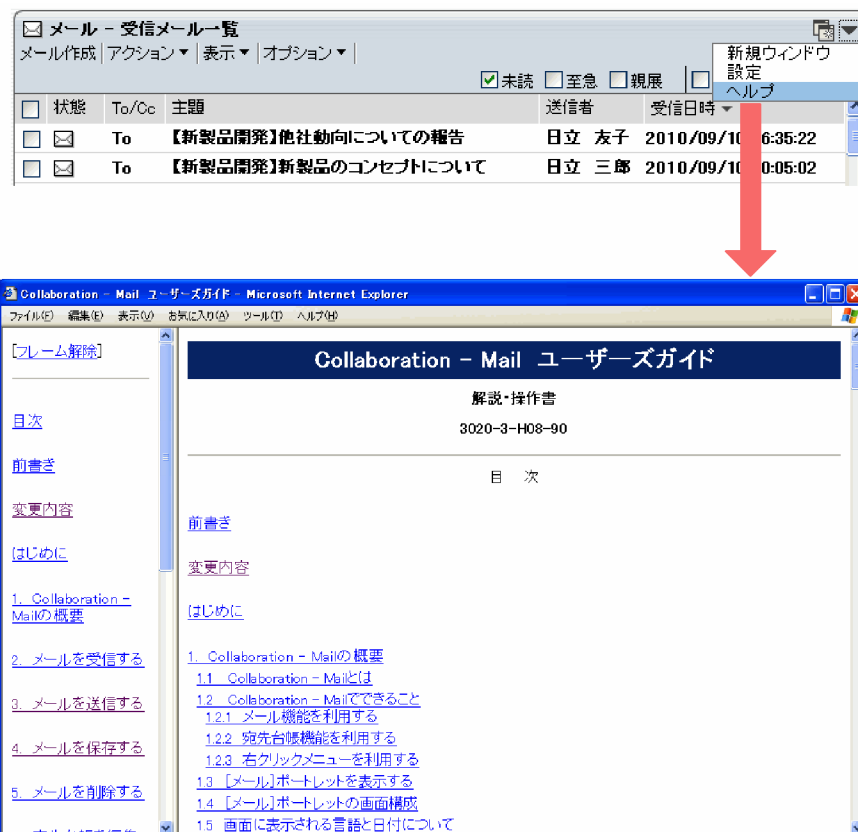 メール - 受信メール一覧
メール作成 アクション▼ 表示▼ オプション▼
新規ウィンドウ
設定
ヘルプ
未読 至急 親展
状態 To/Cc 主題 送信者 受信日時
To 【新製品開発】他社動向についての報告 日立 友子 2010/09/10 6:35:22
To 【新製品開発】新製品のコンセプトについて 日立 三郎 2010/09/10 0:05:02
Collaboration - Mail ユーザーズガイド - Microsoft Internet Explorer
ファイル(F) 編集(E) 表示(V) お気に入り(A) ツール(T) ヘルプ(H)
[フレーム解除]
目次
前書き
変更内容
はじめに
1. Collaboration -
Mailの概要
2. メールを受信する
3. メールを送信する
4. メールを保存する
5. メールを削除する
Collaboration - Mail ユーザーズガイド
解説・操作書
3020-3-H08-90
目 次
前書き
変更内容
はじめに
1. Collaboration - Mailの概要
1.1 Collaboration - Mailとは
1.2 Collaboration - Mailでできること
1.2.1 メール機能を利用する
1.2.2 宛先台帳機能を利用する
1.2.3 右クリックメニューを利用する
1.3 [メール]ポートレットを表示する
1.4 [メール]ポートレットの画面構成
1.5 画面に表示される言語と日付について